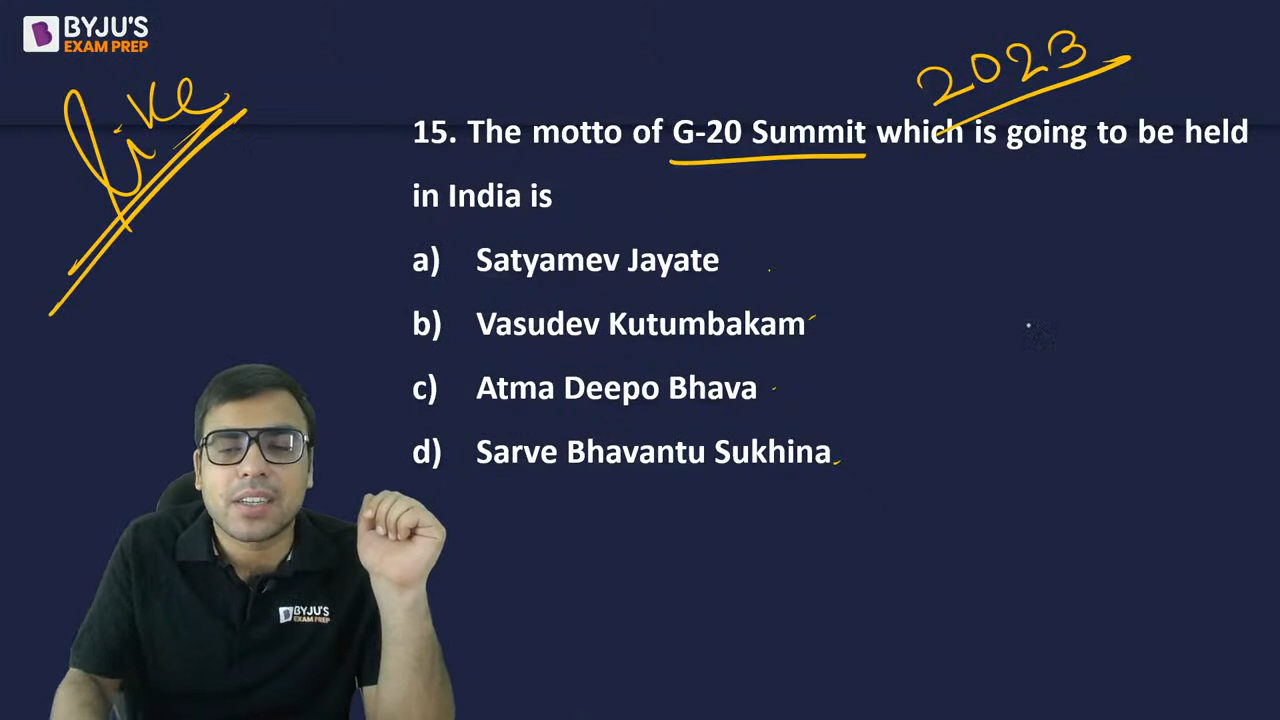 BYJU'S
EXAM PREP
like
2023
15. The motto of G-20 Summit which is going to be held
in India is
a) Satyamev Jayate
b) Vasudev Kutumbakam
c) Atma Deepo Bhava
d) Sarve Bhavantu Sukhina
BYJU'S
EXAM PREP